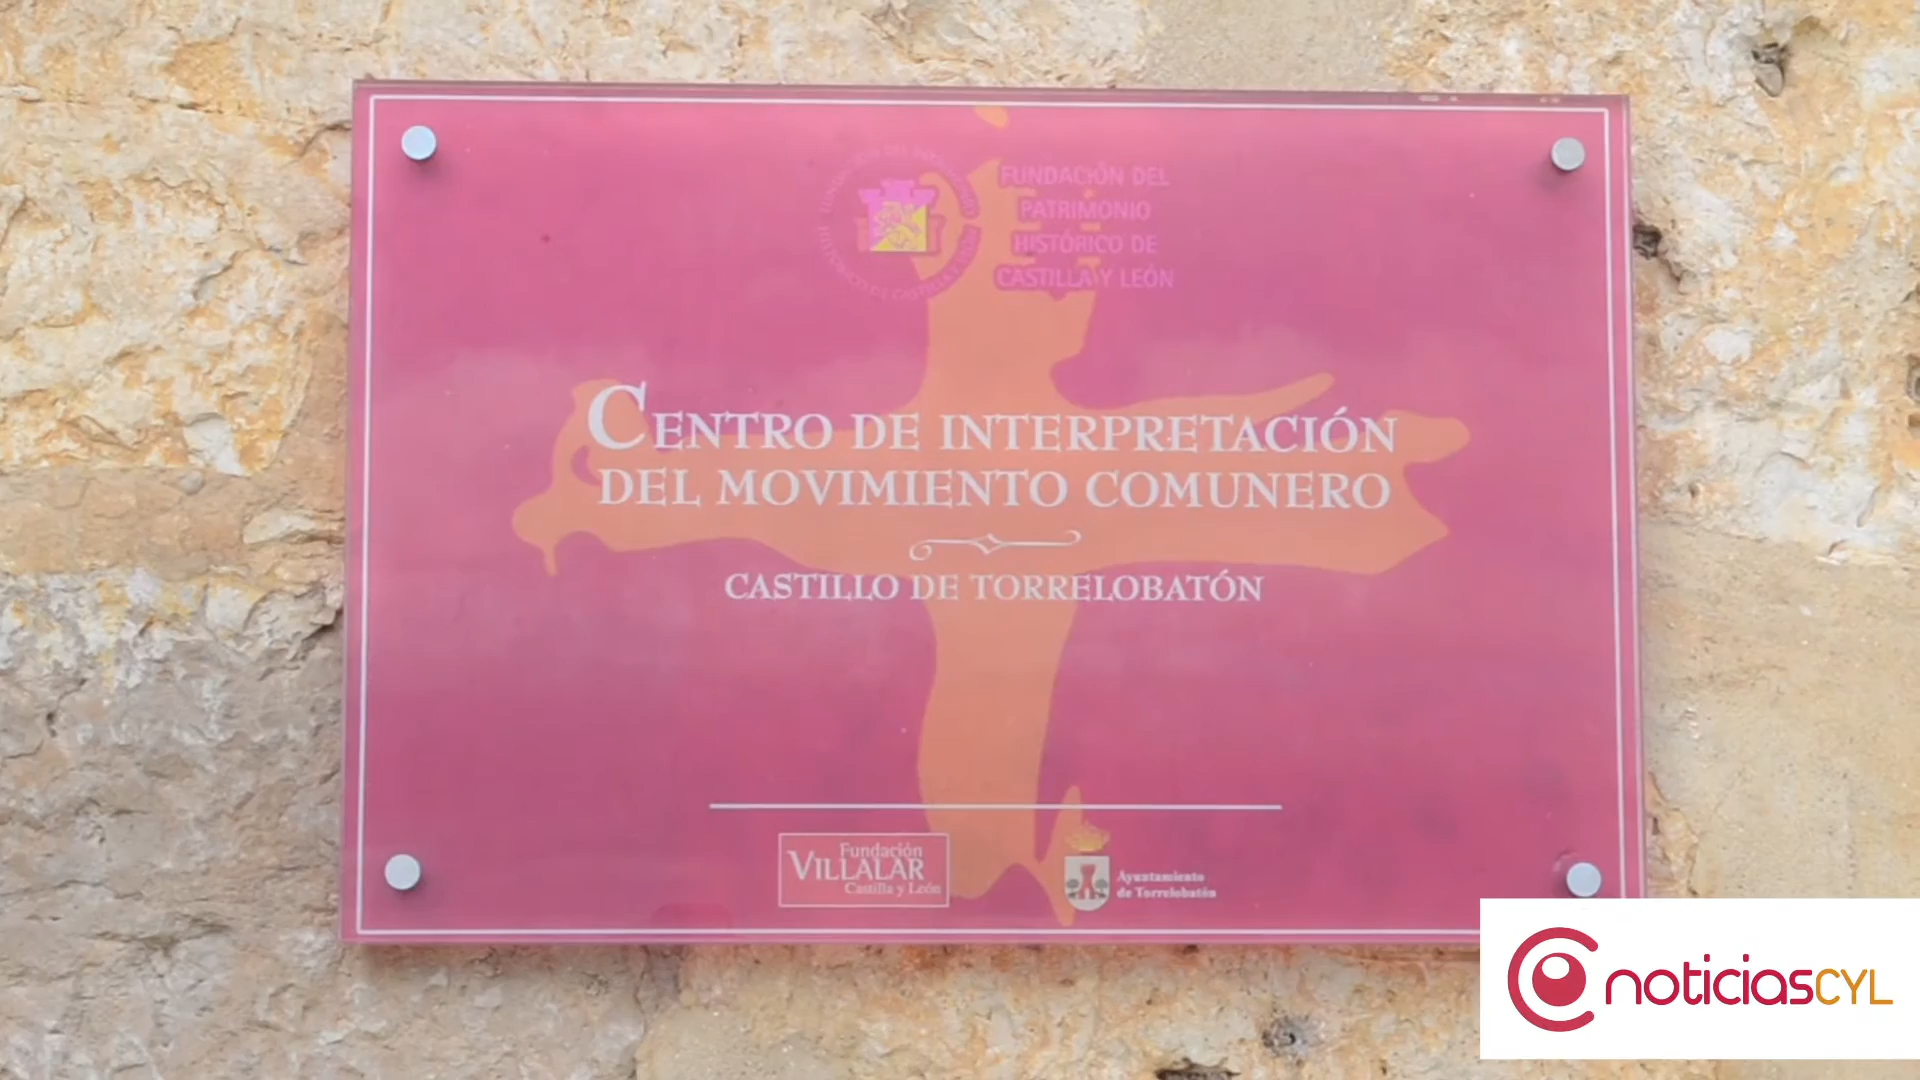 FUNDACIÓN DEL
PATRIMONIO
HISTÓRICO DE
CASTILLA Y LEÓN
CENTRO DE INTERPRETACIÓN
DEL MOVIMIENTO COMUNERO
CASTILLO DE TORRELOBATÓN
Fundación
VILLALAR
Castilla y León
Ayuntamiento
de Torrelobatón
noticiasCYL